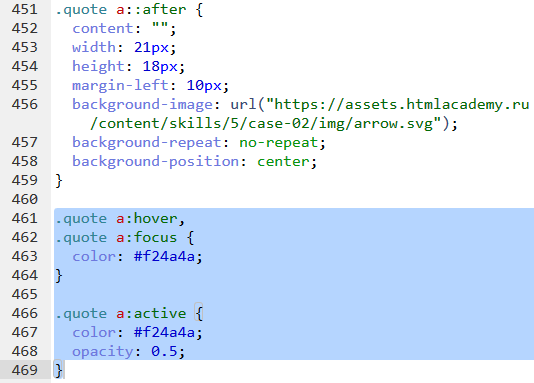 451 .quote a::after {
452   content: "";
453   width: 21px;
454   height: 18px;
455   margin-left: 10px;
456   background-image: url("https://assets.htmlacademy.ru
    /content/skills/5/case-02/img/arrow.svg");
457   background-repeat: no-repeat;
458   background-position: center;
459 }
460
461 .quote a:hover,
462 .quote a:focus {
463   color: #f24a4a;
464 }
465
466 .quote a:active {
467   color: #f24a4a;
468   opacity: 0.5;
469 }